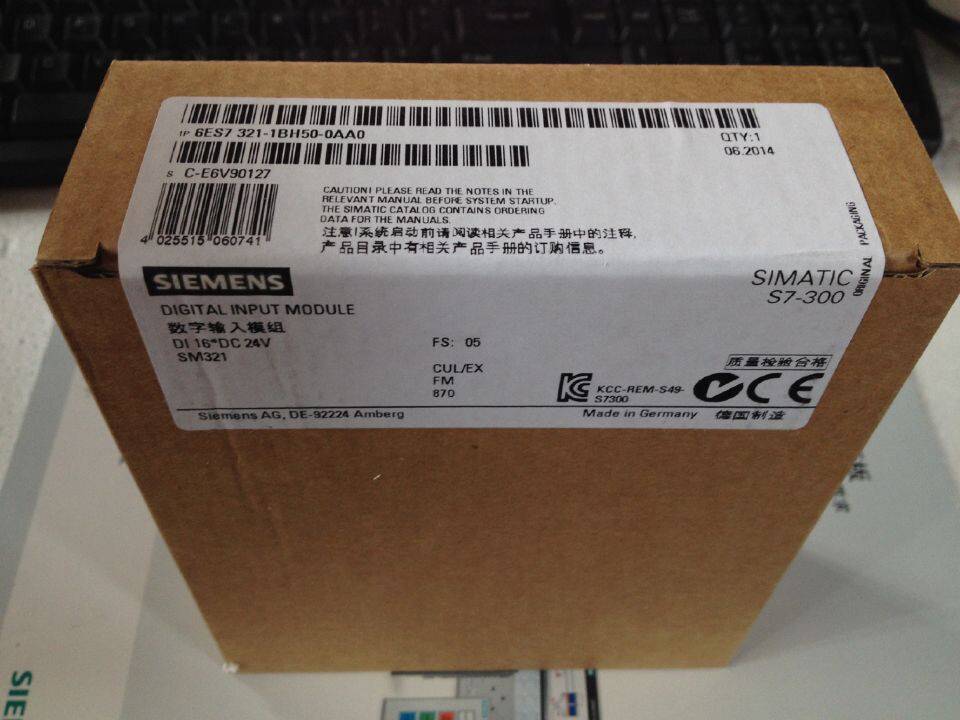 1P 6ES7 321-1BH50-0AA0
QTY:1
06.2014
S C-E6V90127
4 025515 060741
CAUTION! PLEASE READ THE NOTES IN THE
RELEVANT MANUAL BEFORE SYSTEM STARTUP.
THE SIMATIC CATALOG CONTAINS ORDERING
DATA FOR THE MANUALS.
注意!系统启动前请阅读相关产品手册中的注释,
产品目录中有相关产品手册的订购信息。
ORIGINAL PACKAGING
SIEMENS
SIMATIC
S7-300
DIGITAL INPUT MODULE
数字输入模组
DI 16*DC 24V
SM321
FS: 05
CUL/EX
FM
870
质量检验合格
KCC-REM-S49-
S7300
CE
Siemens AG, DE-92224 Amberg
Made in Germany 德国制造
SIE